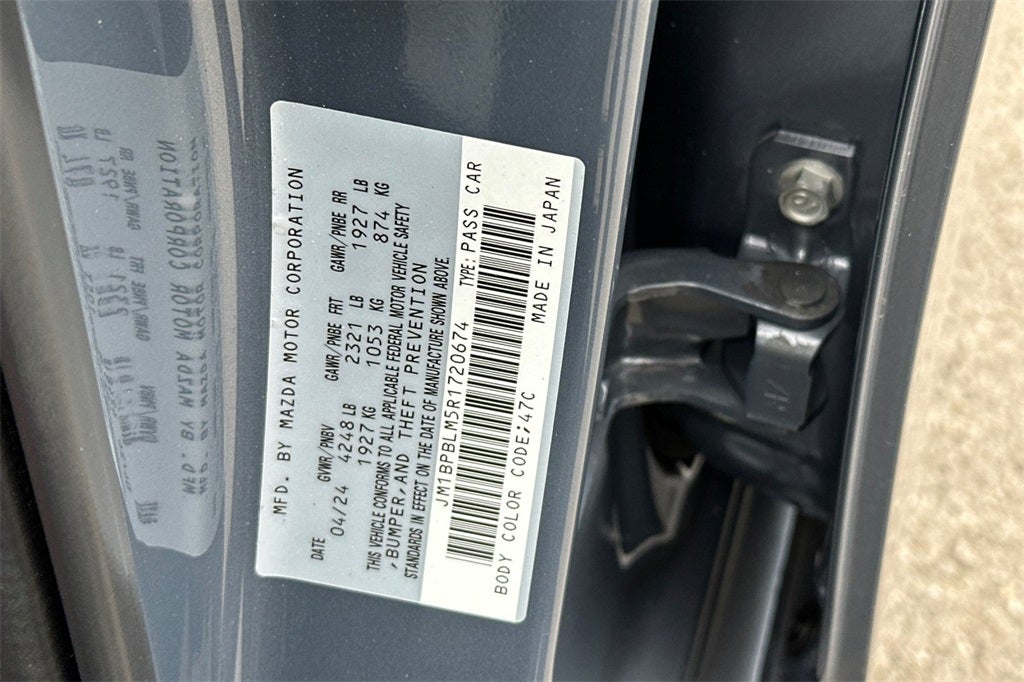 MFD. BY MAZDA MOTOR CORPORATION
DATE GVWR/PNBV GAWR/PNBE FRT GAWR/PNBE RR
04/24 4248 LB 2321 LB 1927 LB
1927 KG 1053 KG 874 KG
THIS VEHICLE CONFORMS TO ALL APPLICABLE FEDERAL MOTOR VEHICLE SAFETY
,BUMPER,AND THEFT PREVENTION
STANDARDS IN EFFECT ON THE DATE OF MANUFACTURE SHOWN ABOVE.
JM1BPBLM5R1720674 TYPE: PASS CAR
BODY COLOR CODE;47C MADE IN JAPAN